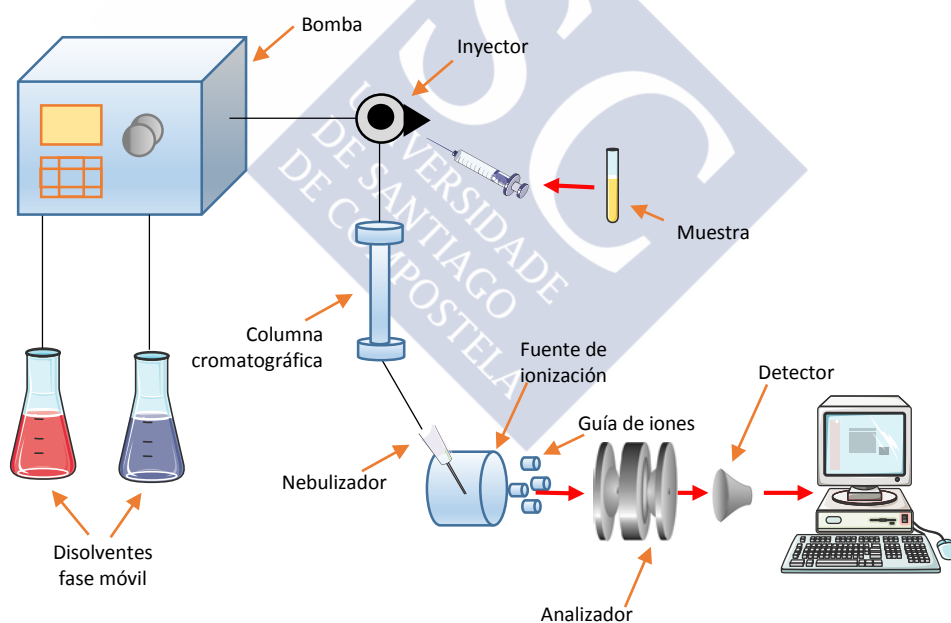 Bomba
Inyector
Muestra
Columna
cromatográfica
Fuente de
ionización
Detector
Guía de iones
Nebulizador
Disolventes
fase móvil
Analizador
SC
UNIVERSIDADE
DE SANTIAGO
DE COMPOSTELA